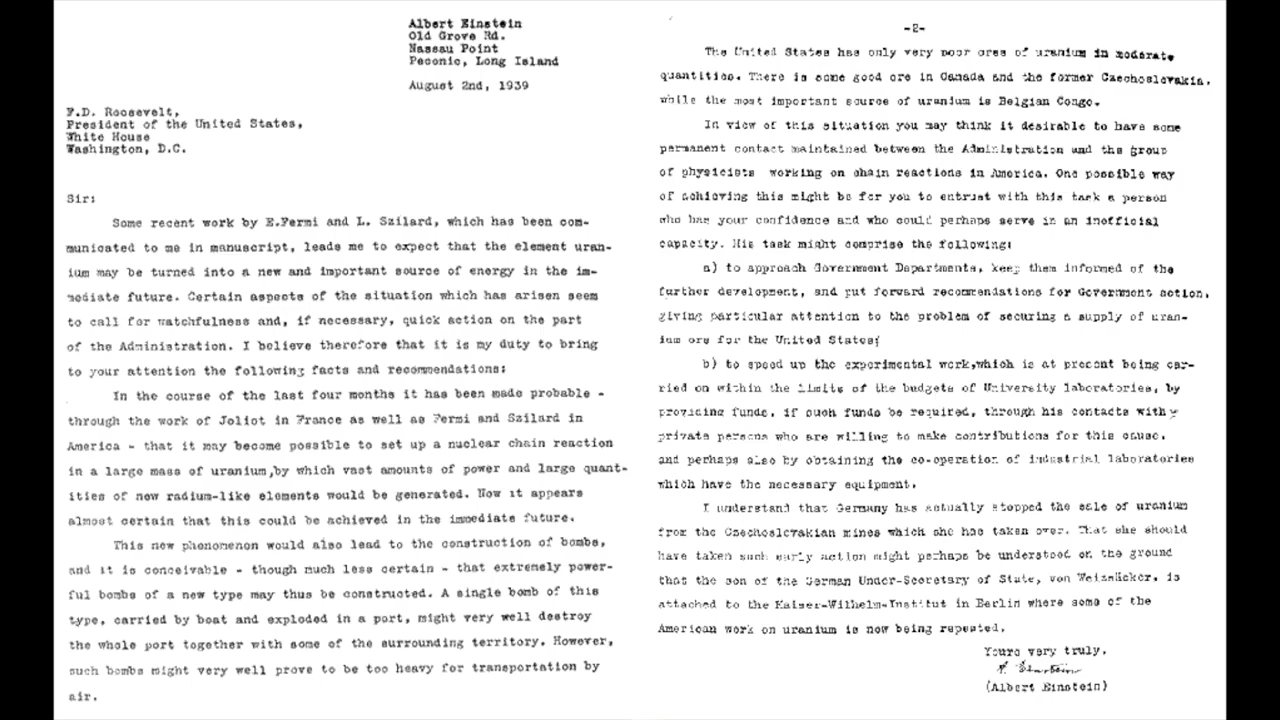 Albert Einstein
Old Grove Rd.
Nassau Point
Peconic, Long Island
August 2nd, 1939
F.D. Roosevelt,
President of the United States,
White House
Washington, D.C.
Sir:
Some recent work by E.Fermi and L. Szilard, which has been com-
municated to me in manuscript, leads me to expect that the element uran-
ium may be turned into a new and important source of energy in the im-
mediate future. Certain aspects of the situation which has arisen seem
to call for watchfulness and, if necessary, quick action on the part
of the Administration. I believe therefore that it is my duty to bring
to your attention the following facts and recommendations:
In the course of the last four months it has been made probable -
through the work of Joliot in France as well as Fermi and Szilard in
America - that it may become possible to set up a nuclear chain reaction
in a large mass of uranium,by which vast amounts of power and large quant-
ities of new radium-like elements would be generated. Now it appears
almost certain that this could be achieved in the immediate future.
This new phenomenon would also lead to the construction of bombs,
and it is conceivable - though much less certain - that extremely power-
ful bombs of a new type may thus be constructed. A single bomb of this
type, carried by boat and exploded in a port, might very well destroy
the whole port together with some of the surrounding territory. However,
such bombs might very well prove to be too heavy for transportation by
air.
-2-
The United States has only very poor ores of uranium in moderate
quantities. There is some good ore in Canada and the former Czechoslovakia,
while the most important source of uranium is Belgian Congo.
In view of this situation you may think it desirable to have some
permanent contact maintained between the Administration and the group
of physicists working on chain reactions in America. One possible way
of achieving this might be for you to entrust with this task a person
who has your confidence and who could perhaps serve in an inofficial
capacity. His task might comprise the following:
a) to approach Government Departments, keep them informed of the
further development, and put forward recommendations for Government action,
giving particular attention to the problem of securing a supply of uran-
ium ore for the United States;
b) to speed up the experimental work,which is at present being car-
ried on within the limits of the budgets of University laboratories, by
providing funds, if such funds be required, through his contacts with
private persons who are willing to make contributions for this cause,
and perhaps also by obtaining the co-operation of industrial laboratories
which have the necessary equipment.
I understand that Germany has actually stopped the sale of uranium
from the Czechoslovakian mines which she has taken over. That she should
have taken such early action might perhaps be understood on the ground
that the son of the German Under-Secretary of State, von Weizsäcker, is
attached to the Kaiser-Wilhelm-Institut in Berlin where some of the
American work on uranium is now being repeated.
Yours very truly,
A. Einstein
(Albert Einstein)